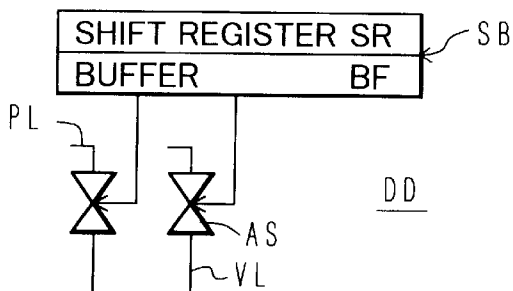 SHIFT REGISTER SR
SB
BUFFER BF
PL
DD
AS
VL